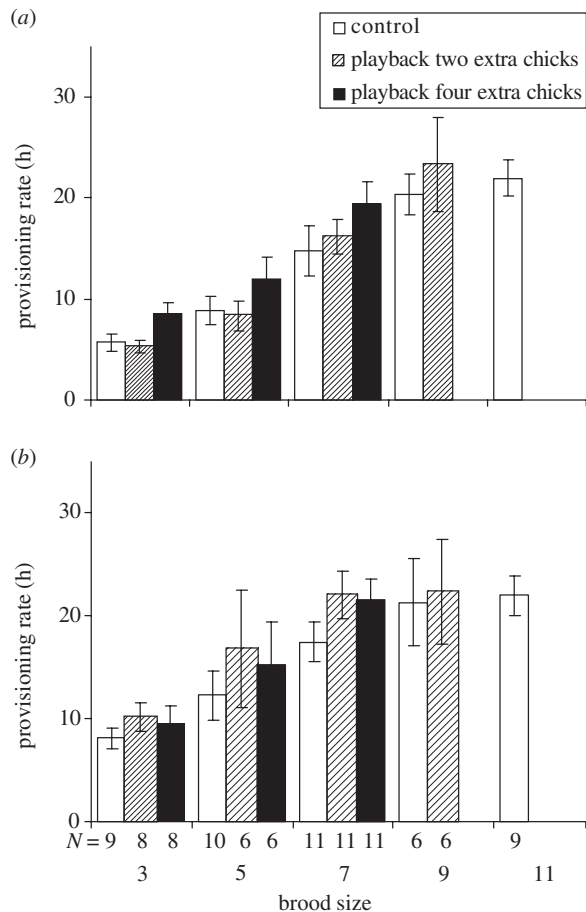 (a)
control
playback two extra chicks
playback four extra chicks
30
20
10
0
provisioning rate (h)
(b)
30
20
10
0
provisioning rate (h)
N = 9 8 8 10 6 6 11 11 11 6 6 9
3 5 7 9 11
brood size